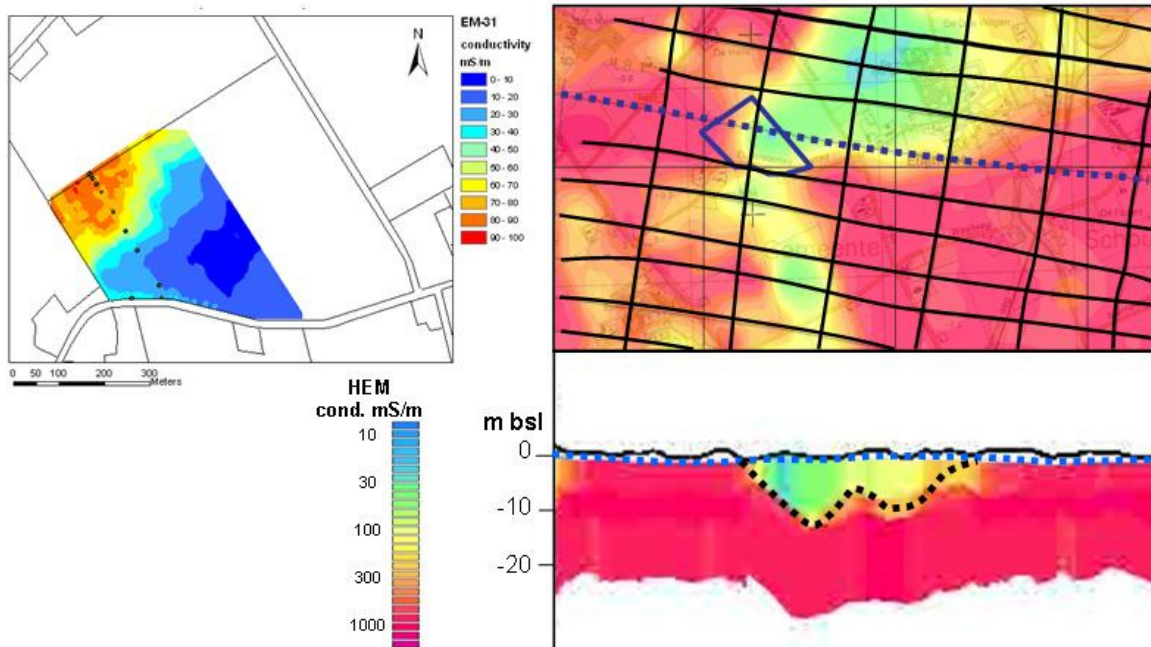 EM-31
conductivity
mS/m
0 - 10
10 - 20
20 - 30
30 - 40
40 - 50
50 - 60
60 - 70
70 - 80
80 - 90
90 - 100
N
0 50 100 200 300
Meters
HEM
cond. mS/m
10
30
100
300
1000
Gemeente
Schou
m bsl
0
-10
-20